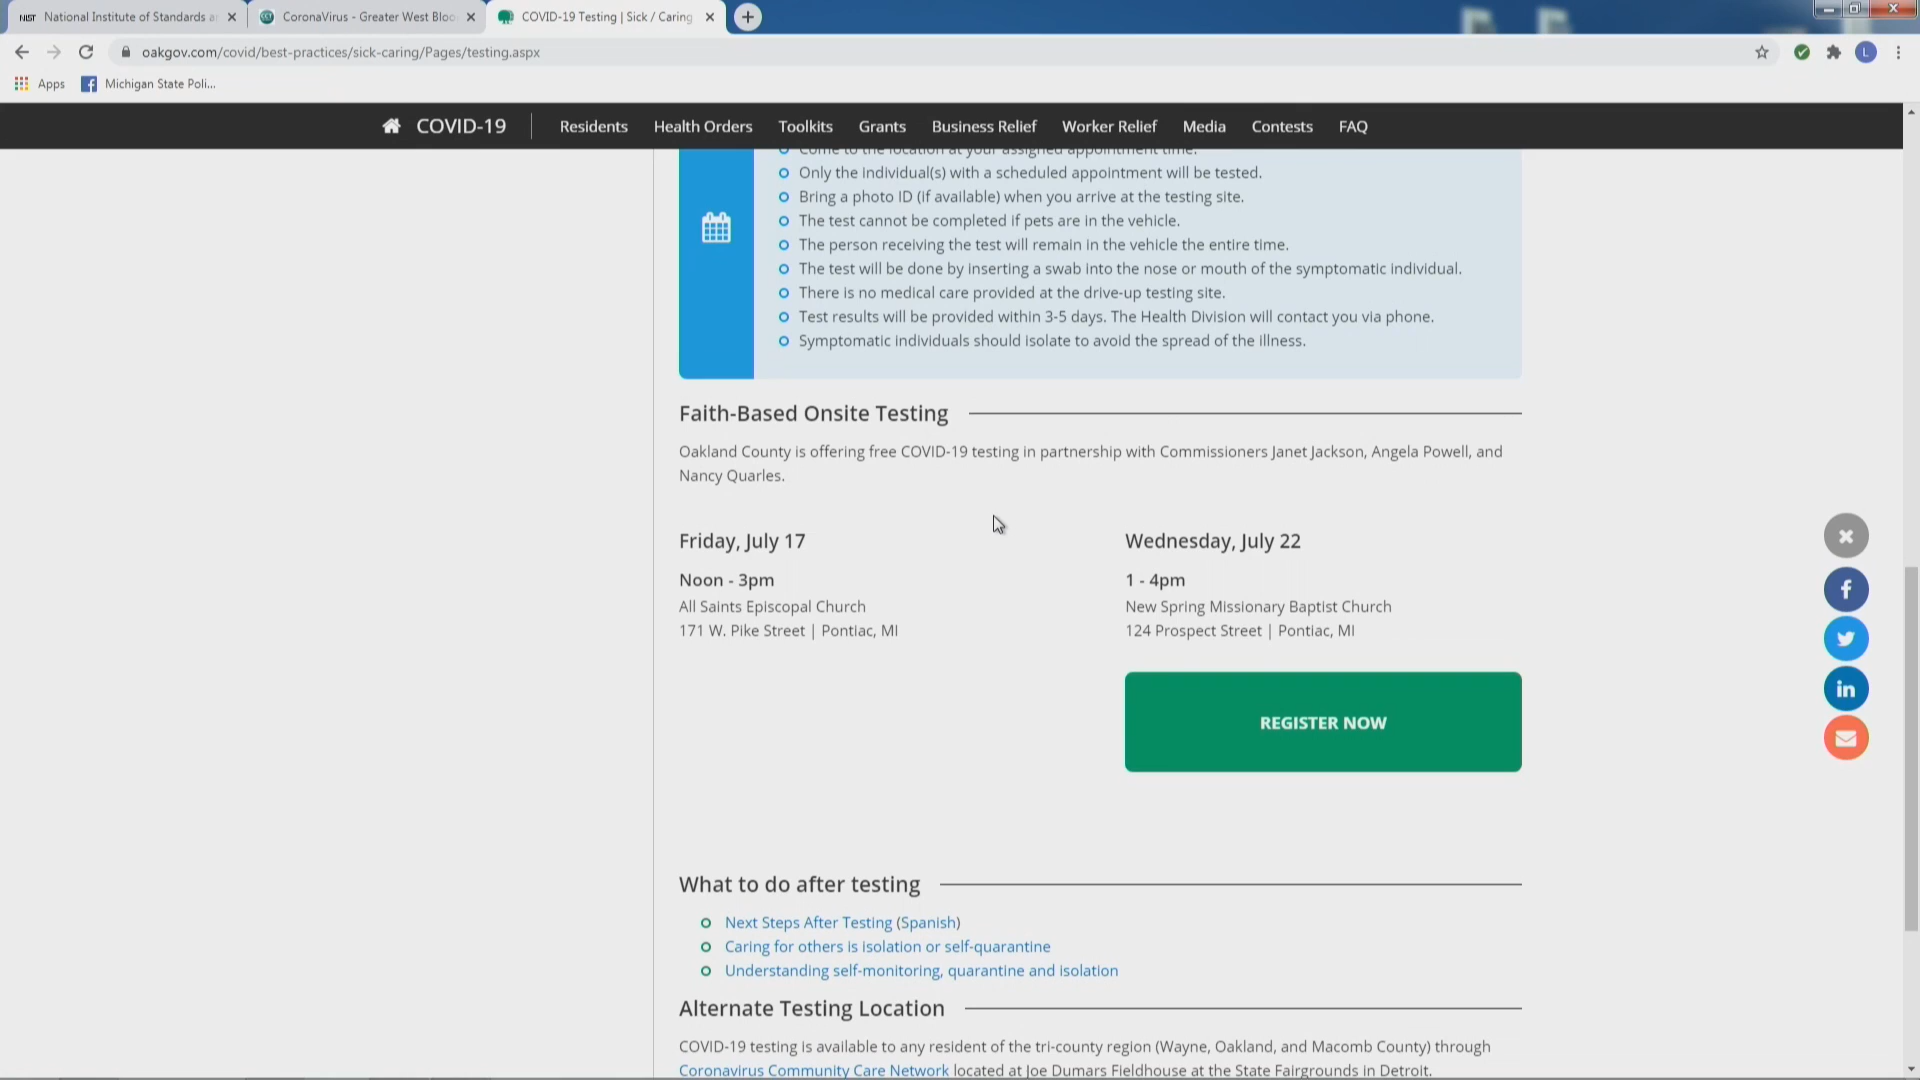 NIST National Institute of Standards a
CoronaVirus - Greater West Bloo
COVID-19 Testing | Sick / Caring
oakgov.com/covid/best-practices/sick-caring/Pages/testing.aspx
L
Apps
Michigan State Poli...
COVID-19
Residents
Health Orders
Toolkits
Grants
Business Relief
Worker Relief
Media
Contests
FAQ
Come to the location at your assigned appointment time.
Only the individual(s) with a scheduled appointment will be tested.
Bring a photo ID (if available) when you arrive at the testing site.
The test cannot be completed if pets are in the vehicle.
The person receiving the test will remain in the vehicle the entire time.
The test will be done by inserting a swab into the nose or mouth of the symptomatic individual.
There is no medical care provided at the drive-up testing site.
Test results will be provided within 3-5 days. The Health Division will contact you via phone.
Symptomatic individuals should isolate to avoid the spread of the illness.
Faith-Based Onsite Testing
Oakland County is offering free COVID-19 testing in partnership with Commissioners Janet Jackson, Angela Powell, and
Nancy Quarles.
Friday, July 17
Noon - 3pm
All Saints Episcopal Church
171 W. Pike Street | Pontiac, MI
Wednesday, July 22
1 - 4pm
New Spring Missionary Baptist Church
124 Prospect Street | Pontiac, MI
REGISTER NOW
What to do after testing
Next Steps After Testing (Spanish)
Caring for others is isolation or self-quarantine
Understanding self-monitoring, quarantine and isolation
Alternate Testing Location
COVID-19 testing is available to any resident of the tri-county region (Wayne, Oakland, and Macomb County) through
Coronavirus Community Care Network located at Joe Dumars Fieldhouse at the State Fairgrounds in Detroit.